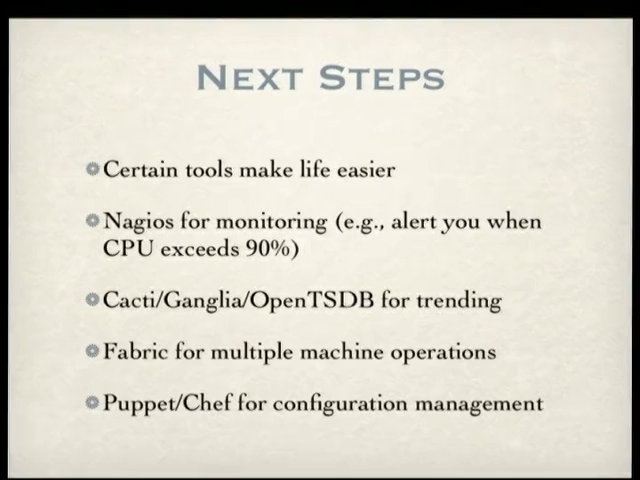 NEXT STEPS
Certain tools make life easier
Nagios for monitoring (e.g., alert you when
CPU exceeds 90%)
Cacti/Ganglia/OpenTSDB for trending
Fabric for multiple machine operations
Puppet/Chef for configuration management